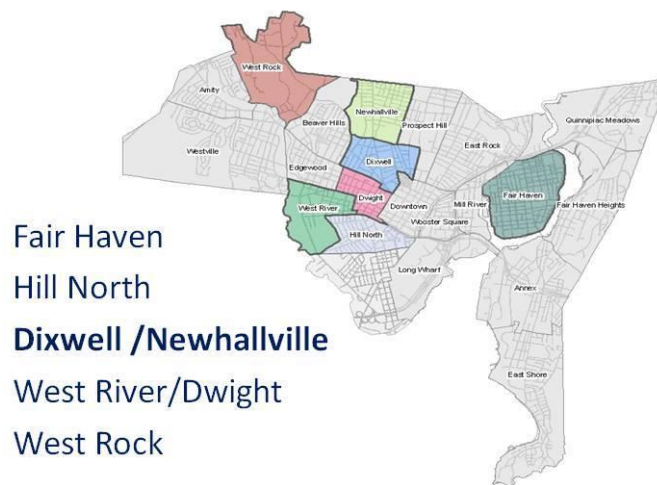 West Rock
Amity
Newhallville
Beaver Hills
Prospect Hill
Quinnipiac Meadows
Westville
East Rock
Dixwell
Edgewood
Fair Haven
Dwight
West River
Downtown
Mill River
Fair Haven Heights
Wooster Square
Hill North
Long Wharf
Annex
East Shore
Fair Haven
Hill North
Dixwell /Newhallville
West River/Dwight
West Rock